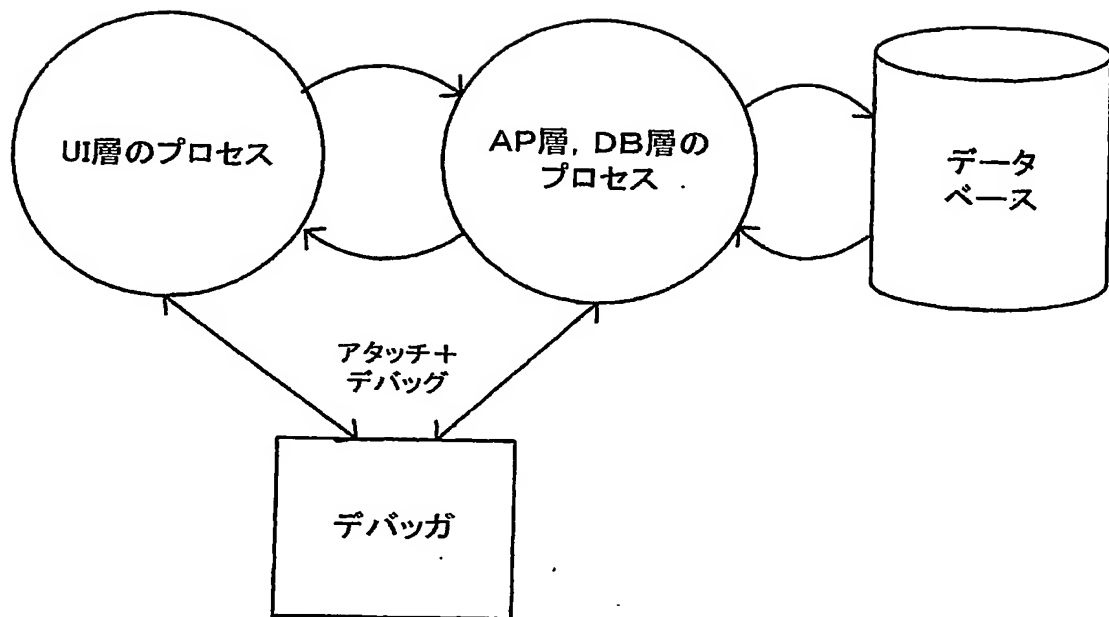 UI層のプロセス
AP層，DB層の
プロセス
データ
ベース
アタッチ＋
デバッグ
デバッガ